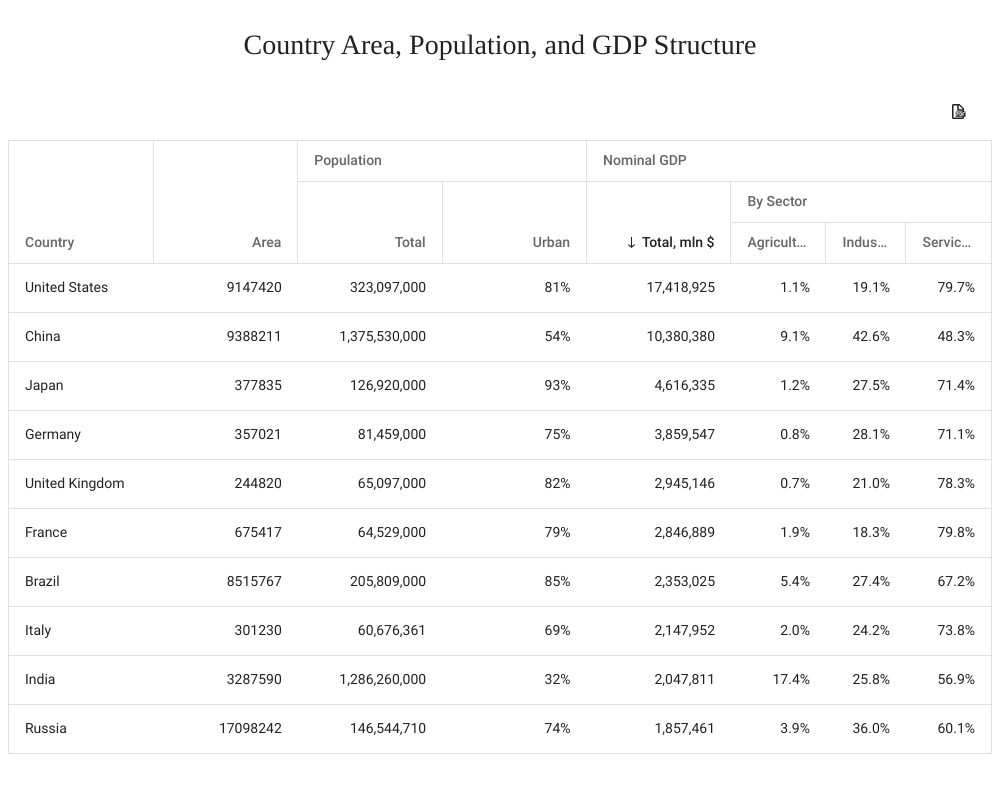 Country Area, Population, and GDP Structure
Population Nominal GDP
By Sector
Country Area Total Urban ↓ Total, mln $ Agricult... Indus... Servic...
United States 9147420 323,097,000 81% 17,418,925 1.1% 19.1% 79.7%
China 9388211 1,375,530,000 54% 10,380,380 9.1% 42.6% 48.3%
Japan 377835 126,920,000 93% 4,616,335 1.2% 27.5% 71.4%
Germany 357021 81,459,000 75% 3,859,547 0.8% 28.1% 71.1%
United Kingdom 244820 65,097,000 82% 2,945,146 0.7% 21.0% 78.3%
France 675417 64,529,000 79% 2,846,889 1.9% 18.3% 79.8%
Brazil 8515767 205,809,000 85% 2,353,025 5.4% 27.4% 67.2%
Italy 301230 60,676,361 69% 2,147,952 2.0% 24.2% 73.8%
India 3287590 1,286,260,000 32% 2,047,811 17.4% 25.8% 56.9%
Russia 17098242 146,544,710 74% 1,857,461 3.9% 36.0% 60.1%